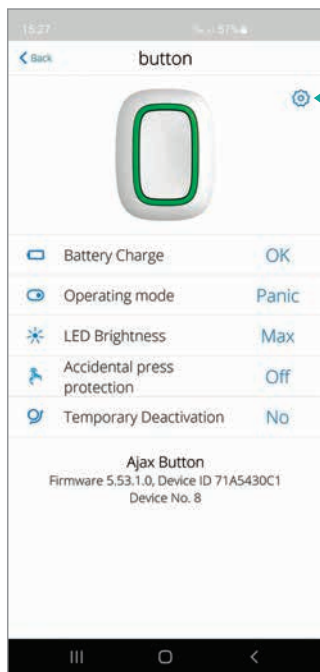 15:27
57%
Back
button
Battery Charge OK
Operating mode Panic
LED Brightness Max
Accidental press
protection Off
Temporary Deactivation No
Ajax Button
Firmware 5.53.1.0, Device ID 71A5430C1
Device No. 8